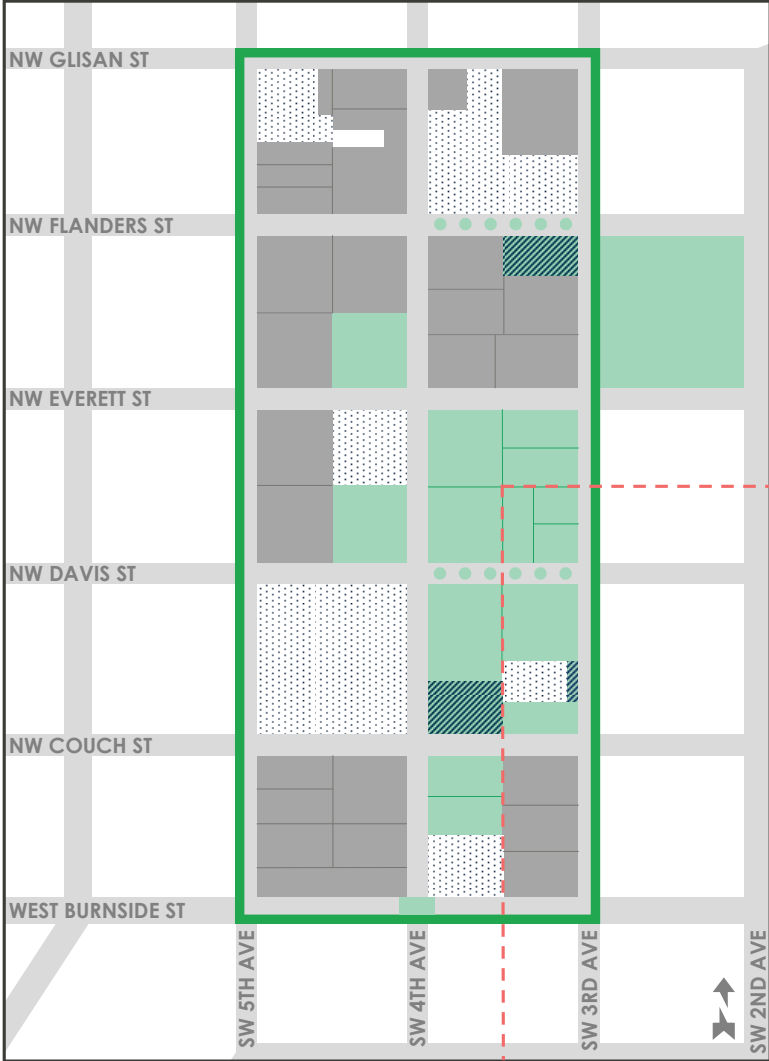 NW GLISAN ST
NW FLANDERS ST
NW EVERETT ST
NW DAVIS ST
NW COUCH ST
WEST BURNSIDE ST
SW 5TH AVE
SW 4TH AVE
SW 3RD AVE
SW 2ND AVE
N